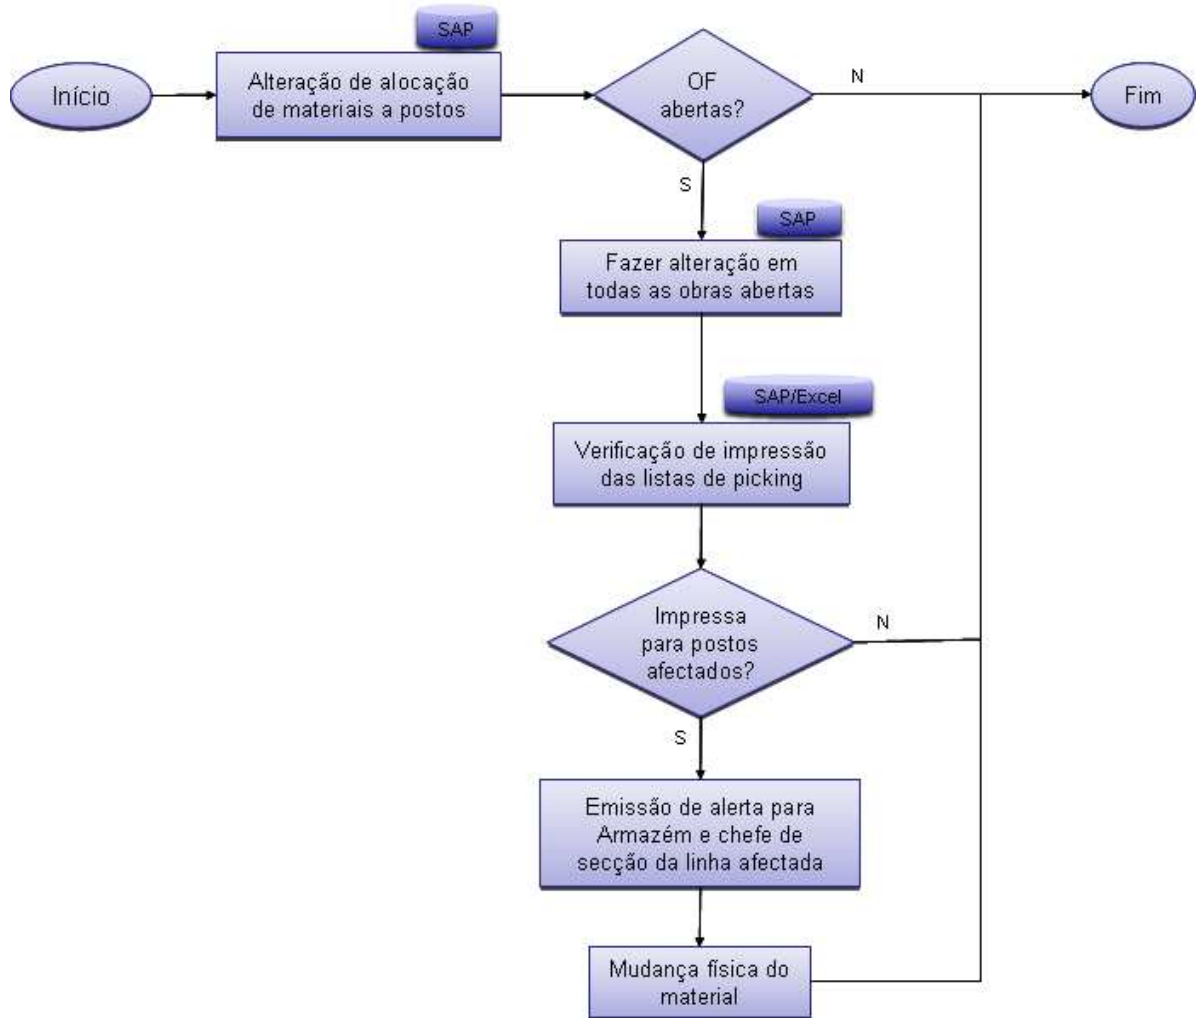 SAP
Início
Alteração de alocação
de materiais a postos
OF
abertas?
N
Fim
S
SAP
Fazer alteração em
todas as obras abertas
SAP/Excel
Verificação de impressão
das listas de picking
Impressa
para postos
afectados?
N
S
Emissão de alerta para
Armazém e chefe de
secção da linha afectada
Mudança física do
material